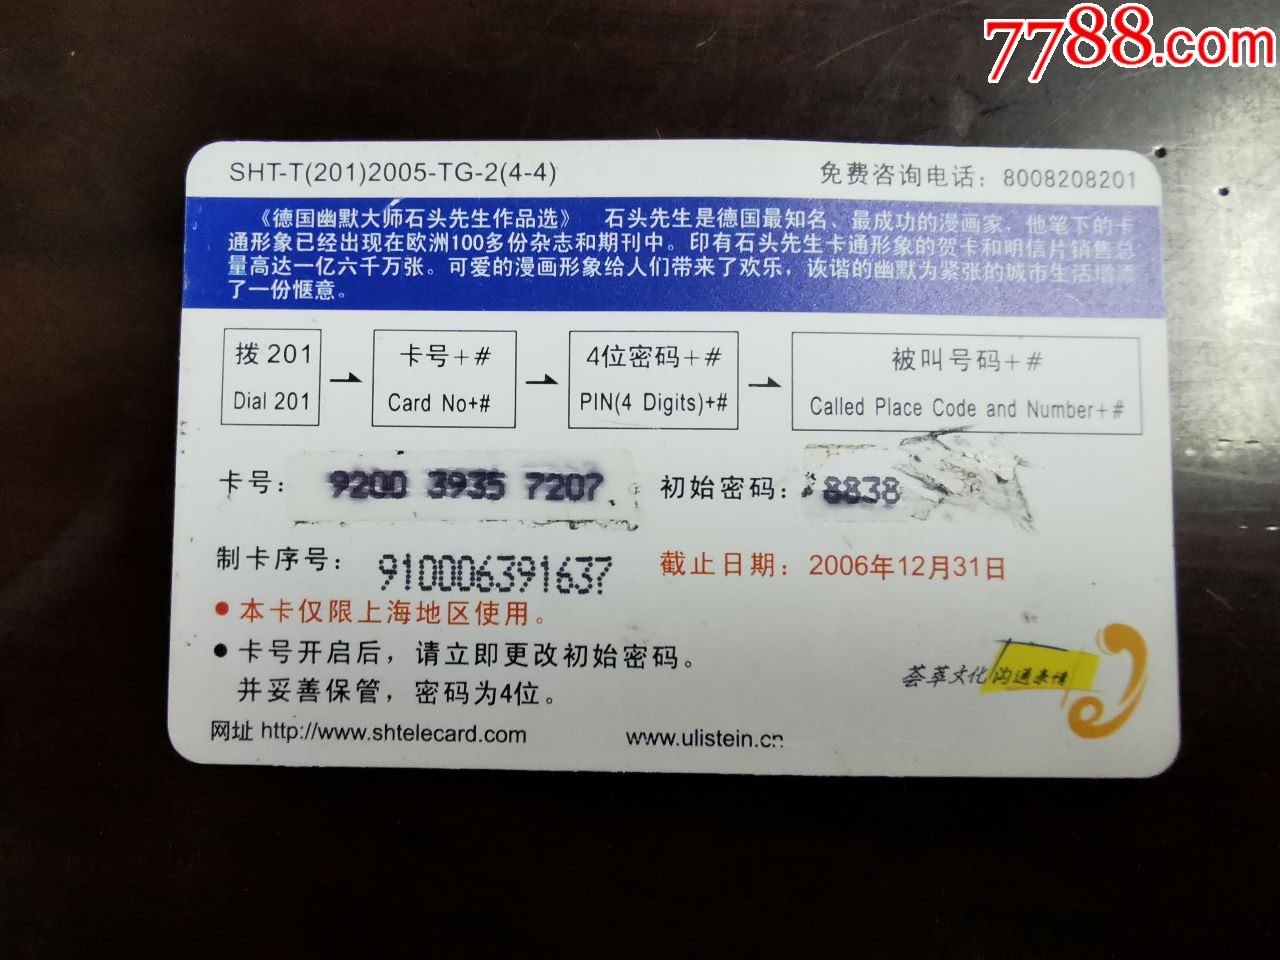 7788.com
SHT-T(201)2005-TG-2(4-4)
免费咨询电话：8008208201
《德国幽默大师石头先生作品选》 石头先生是德国最知名、最成功的漫画家，他笔下的卡
通形象已经出现在欧洲100多份杂志和期刊中。印有石头先生卡通形象的贺卡和明信片销售总
量高达一亿六千万张。可爱的漫画形象给人们带来了欢乐，诙谐的幽默为紧张的城市生活增添
了一份惬意。
拨 201
Dial 201
卡号+#
Card No+#
4位密码+#
PIN(4 Digits)+#
被叫号码+#
Called Place Code and Number+#
卡号： 9200 3935 7207
初始密码： 8838
制卡序号： 910006391637
截止日期：2006年12月31日
●本卡仅限上海地区使用。
●卡号开启后，请立即更改初始密码。
并妥善保管，密码为4位。
荟萃文化 沟通亲情
网址 http://www.shtelecard.com
www.ulistein.cn